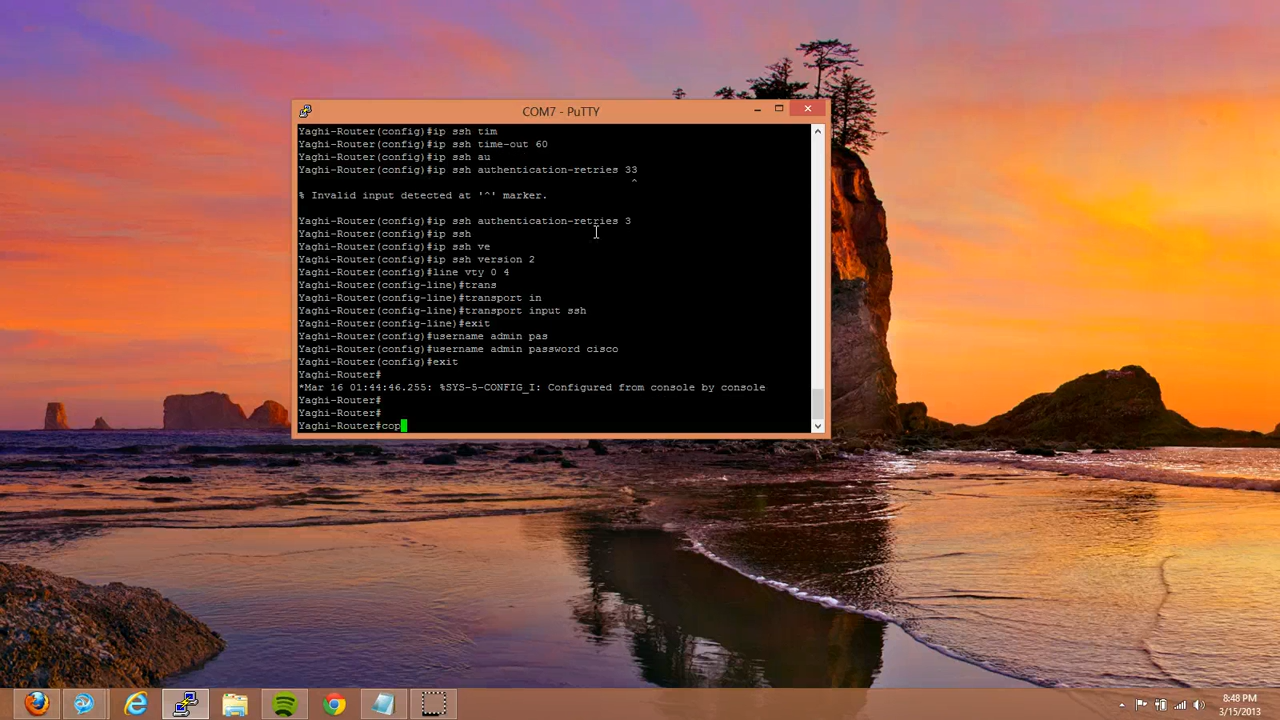 COM7 - PuTTY
Yaghi-Router(config)#ip ssh tim
Yaghi-Router(config)#ip ssh time-out 60
Yaghi-Router(config)#ip ssh au
Yaghi-Router(config)#ip ssh authentication-retries 33
^
% Invalid input detected at '^' marker.
Yaghi-Router(config)#ip ssh authentication-retries 3
Yaghi-Router(config)#ip ssh
Yaghi-Router(config)#ip ssh ve
Yaghi-Router(config)#ip ssh version 2
Yaghi-Router(config)#line vty 0 4
Yaghi-Router(config-line)#trans
Yaghi-Router(config-line)#transport in
Yaghi-Router(config-line)#transport input ssh
Yaghi-Router(config-line)#exit
Yaghi-Router(config)#username admin pas
Yaghi-Router(config)#username admin password cisco
Yaghi-Router(config)#exit
Yaghi-Router#
*Mar 16 01:44:46.255: %SYS-5-CONFIG_I: Configured from console by console
Yaghi-Router#
Yaghi-Router#
Yaghi-Router#cop
8:48 PM
3/15/2013